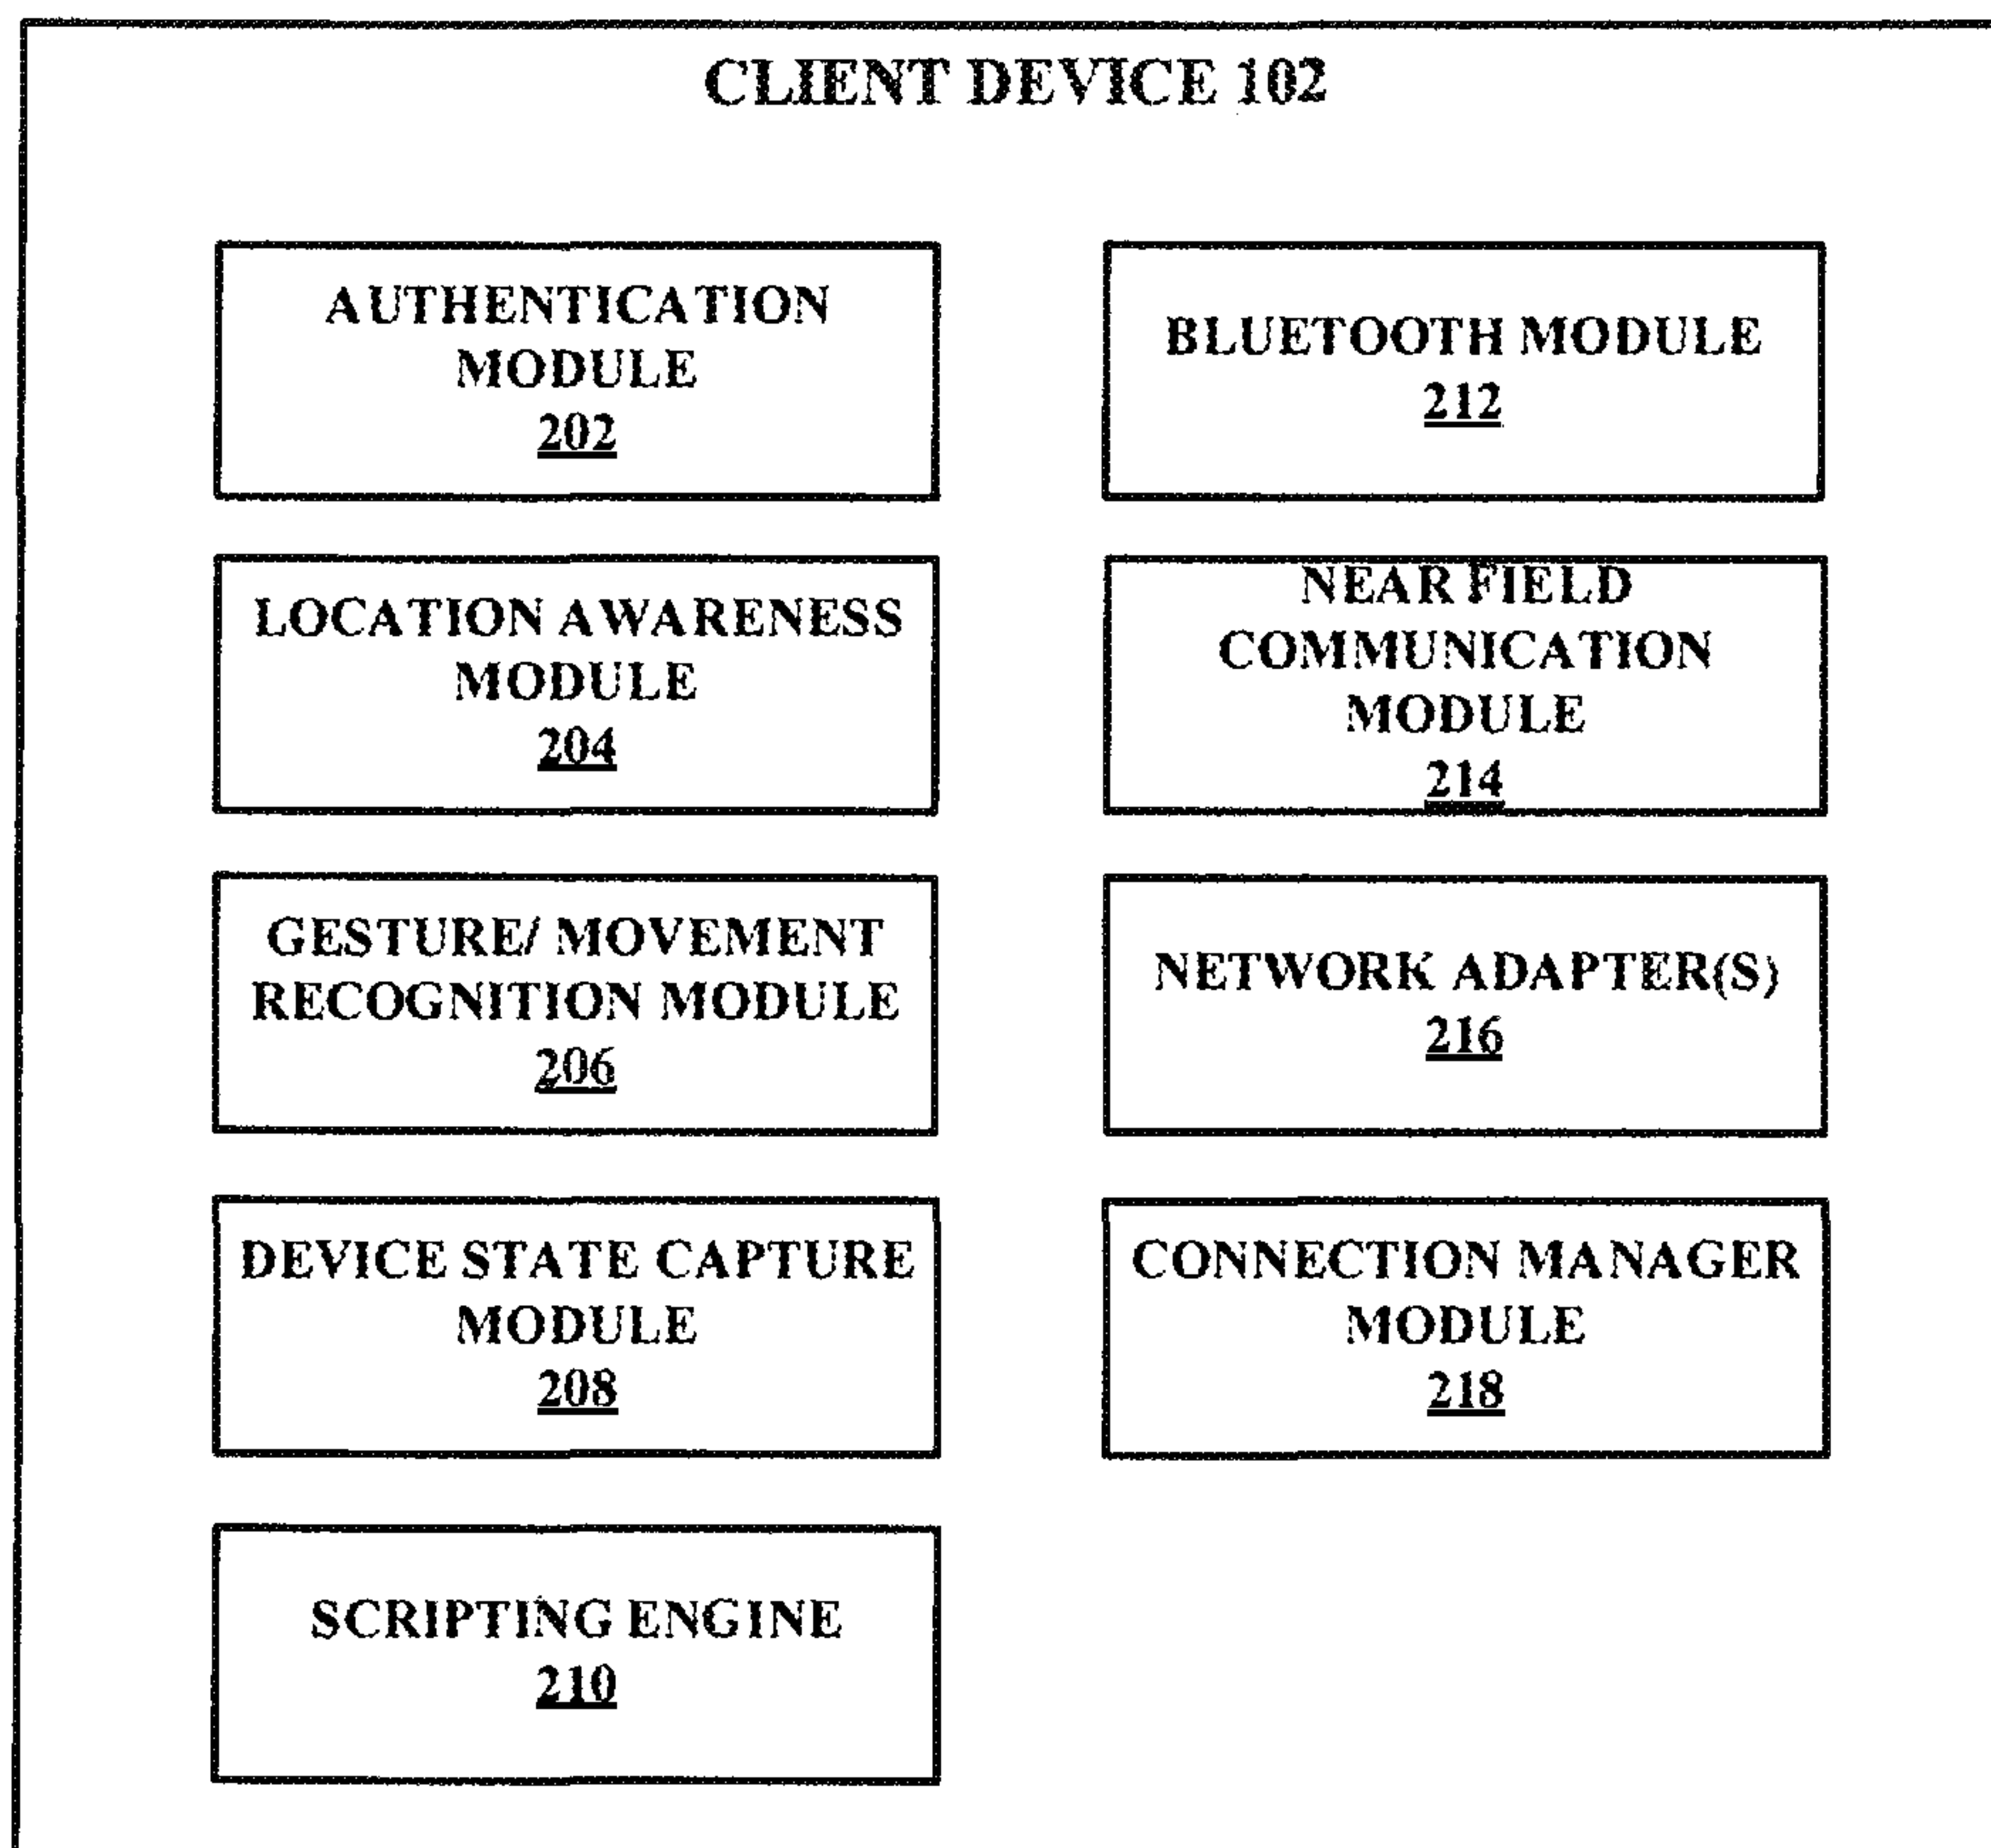 CLIENT DEVICE 102
AUTHENTICATION
MODULE
202
LOCATION AWARENESS
MODULE
204
GESTURE/ MOVEMENT
RECOGNITION MODULE
206
DEVICE STATE CAPTURE
MODULE
208
SCRIPTING ENGINE
210
BLUETOOTH MODULE
212
NEAR FIELD
COMMUNICATION
MODULE
214
NETWORK ADAPTER(S)
216
CONNECTION MANAGER
MODULE
218